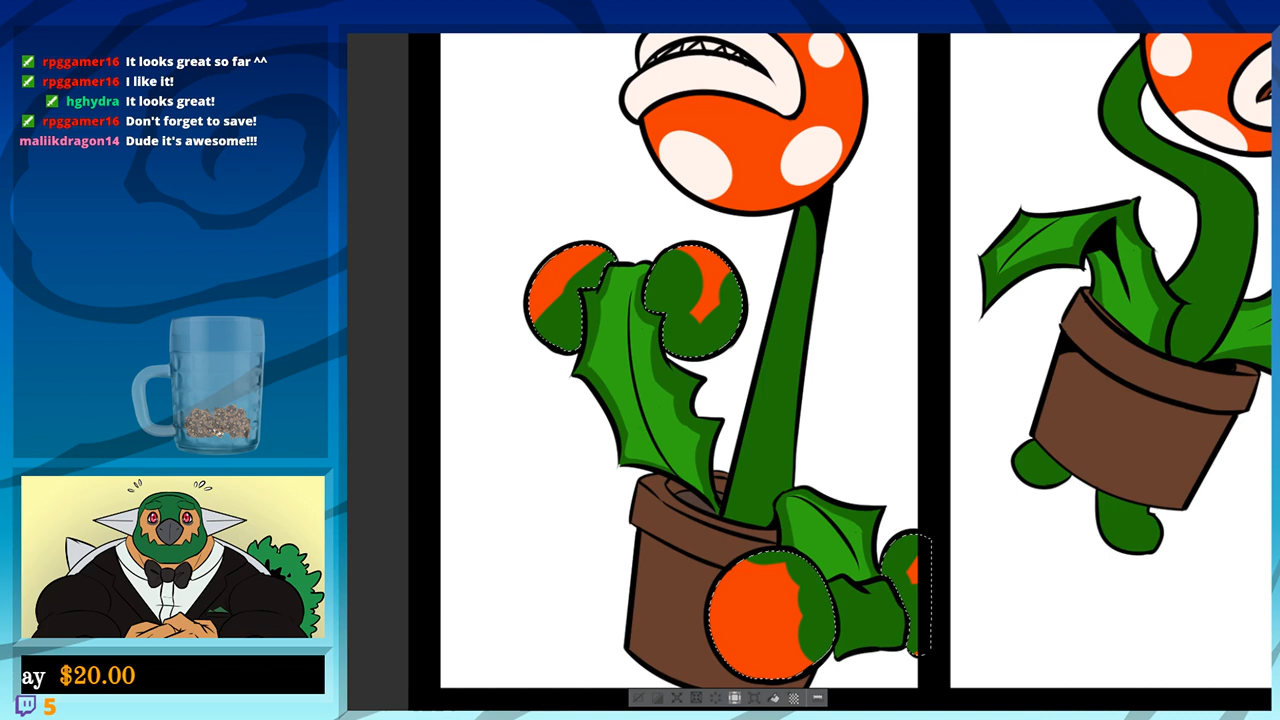 rpggamer16 It looks great so far ^^
rpggamer16 I like it!
hghydra It looks great!
rpggamer16 Don't forget to save!
maliikdragon14 Dude it's awesome!!!
ay $20.00
5